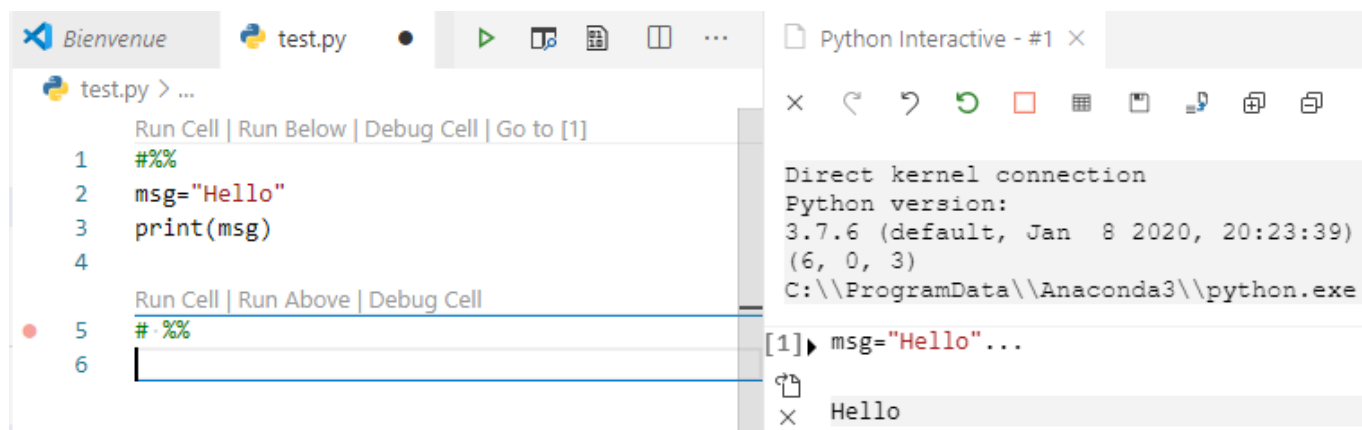 Bienvenue
test.py
...
test.py > ...
Run Cell | Run Below | Debug Cell | Go to [1]
1 #%%
2 msg="Hello"
3 print(msg)
4
Run Cell | Run Above | Debug Cell
5 # %%
6
Python Interactive - #1
Direct kernel connection
Python version:
3.7.6 (default, Jan  8 2020, 20:23:39)
(6, 0, 3)
C:\\ProgramData\\Anaconda3\\python.exe
[1] msg="Hello"...
Hello